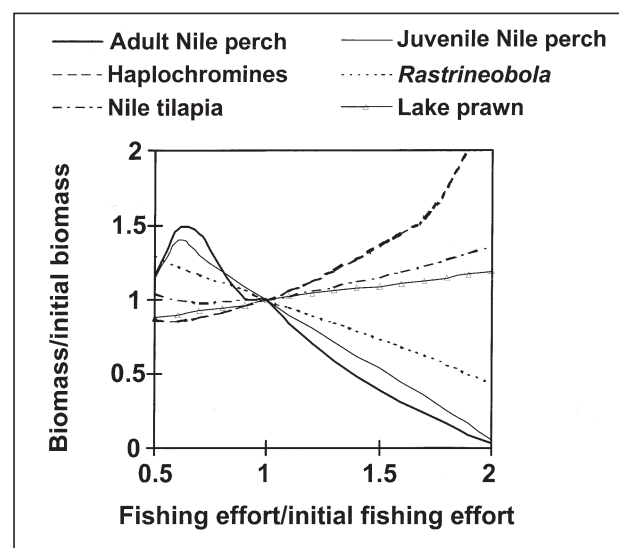 Adult Nile perch
Juvenile Nile perch
Haplochromines
Rastrineobola
Nile tilapia
Lake prawn
Biomass/initial biomass
2
1.5
1
0.5
0
0.5 1 1.5 2
Fishing effort/initial fishing effort